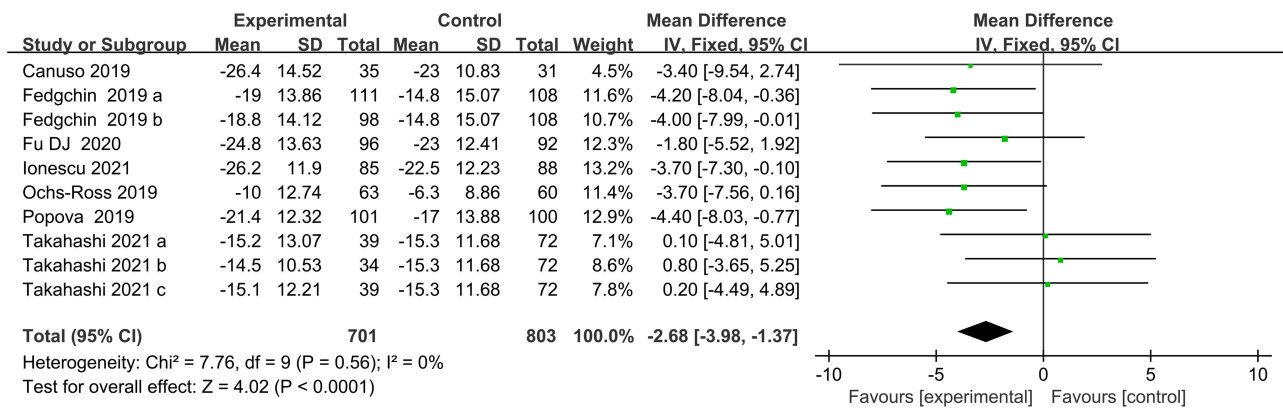 Experimental Control Mean Difference Mean Difference
Study or Subgroup Mean SD Total Mean SD Total Weight IV, Fixed, 95% CI IV, Fixed, 95% CI
Canuso 2019 -26.4 14.52 35 -23 10.83 31 4.5% -3.40 [-9.54, 2.74]
Fedgchin 2019 a -19 13.86 111 -14.8 15.07 108 11.6% -4.20 [-8.04, -0.36]
Fedgchin 2019 b -18.8 14.12 98 -14.8 15.07 108 10.7% -4.00 [-7.99, -0.01]
Fu DJ 2020 -24.8 13.63 96 -23 12.41 92 12.3% -1.80 [-5.52, 1.92]
Ionescu 2021 -26.2 11.9 85 -22.5 12.23 88 13.2% -3.70 [-7.30, -0.10]
Ochs-Ross 2019 -10 12.74 63 -6.3 8.86 60 11.4% -3.70 [-7.56, 0.16]
Popova 2019 -21.4 12.32 101 -17 13.88 100 12.9% -4.40 [-8.03, -0.77]
Takahashi 2021 a -15.2 13.07 39 -15.3 11.68 72 7.1% 0.10 [-4.81, 5.01]
Takahashi 2021 b -14.5 10.53 34 -15.3 11.68 72 8.6% 0.80 [-3.65, 5.25]
Takahashi 2021 c -15.1 12.21 39 -15.3 11.68 72 7.8% 0.20 [-4.49, 4.89]
Total (95% CI) 701 803 100.0% -2.68 [-3.98, -1.37]
Heterogeneity: Chi² = 7.76, df = 9 (P = 0.56); I² = 0%
Test for overall effect: Z = 4.02 (P < 0.0001)
-10 -5 0 5 10
Favours [experimental] Favours [control]